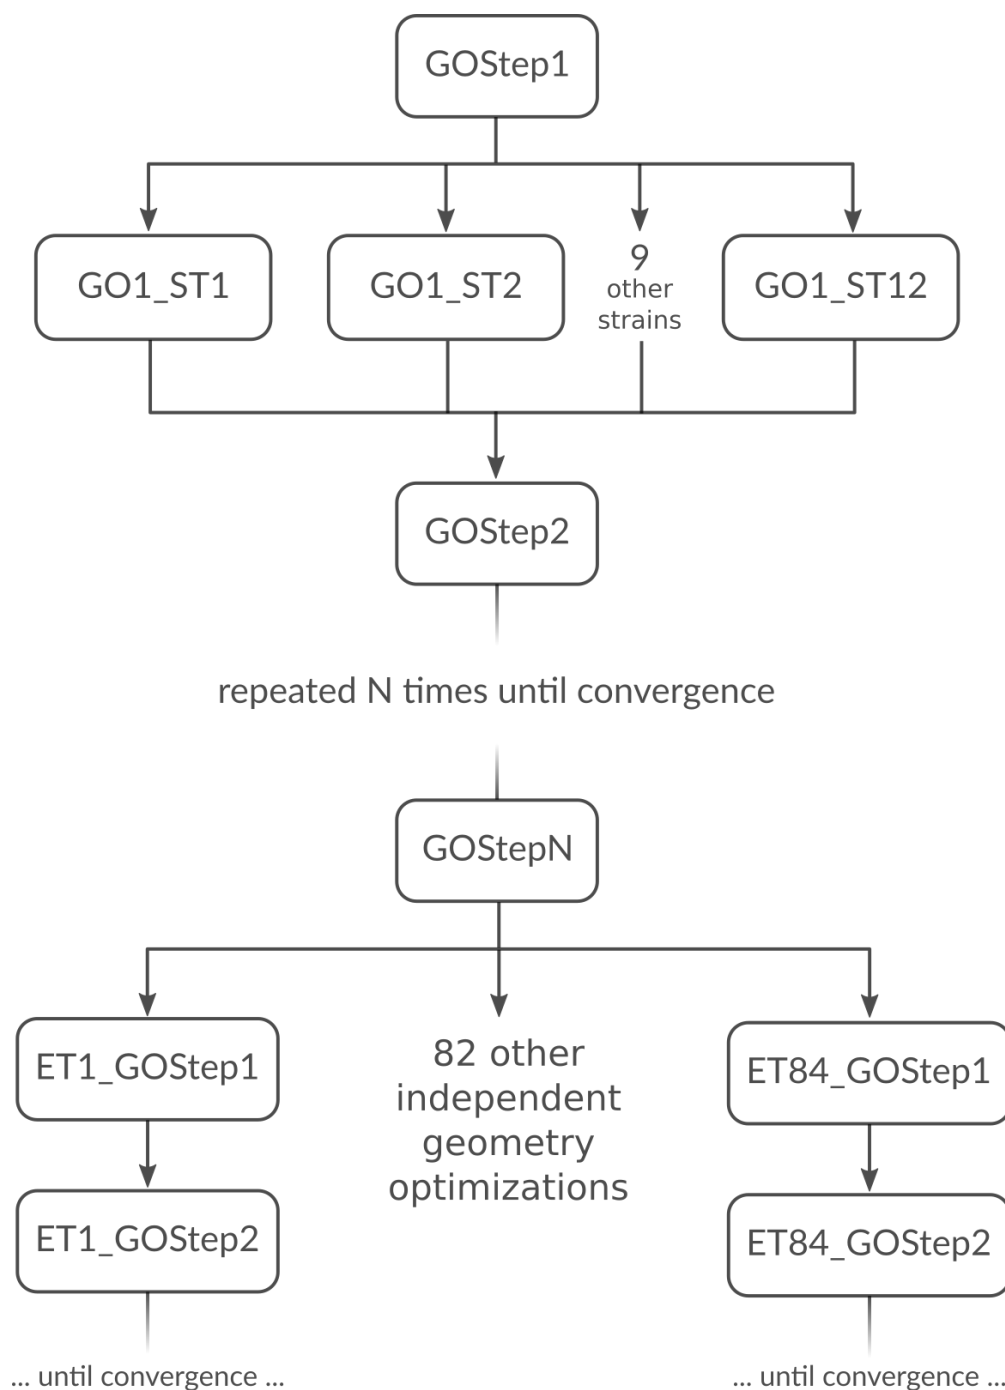 GOStep1
GO1_ST1
GO1_ST2
9
other
strains
GO1_ST12
GOStep2
repeated N times until convergence
GOStepN
ET1_GOStep1
82 other
independent
geometry
optimizations
ET84_GOStep1
ET1_GOStep2
ET84_GOStep2
... until convergence ...
... until convergence ...